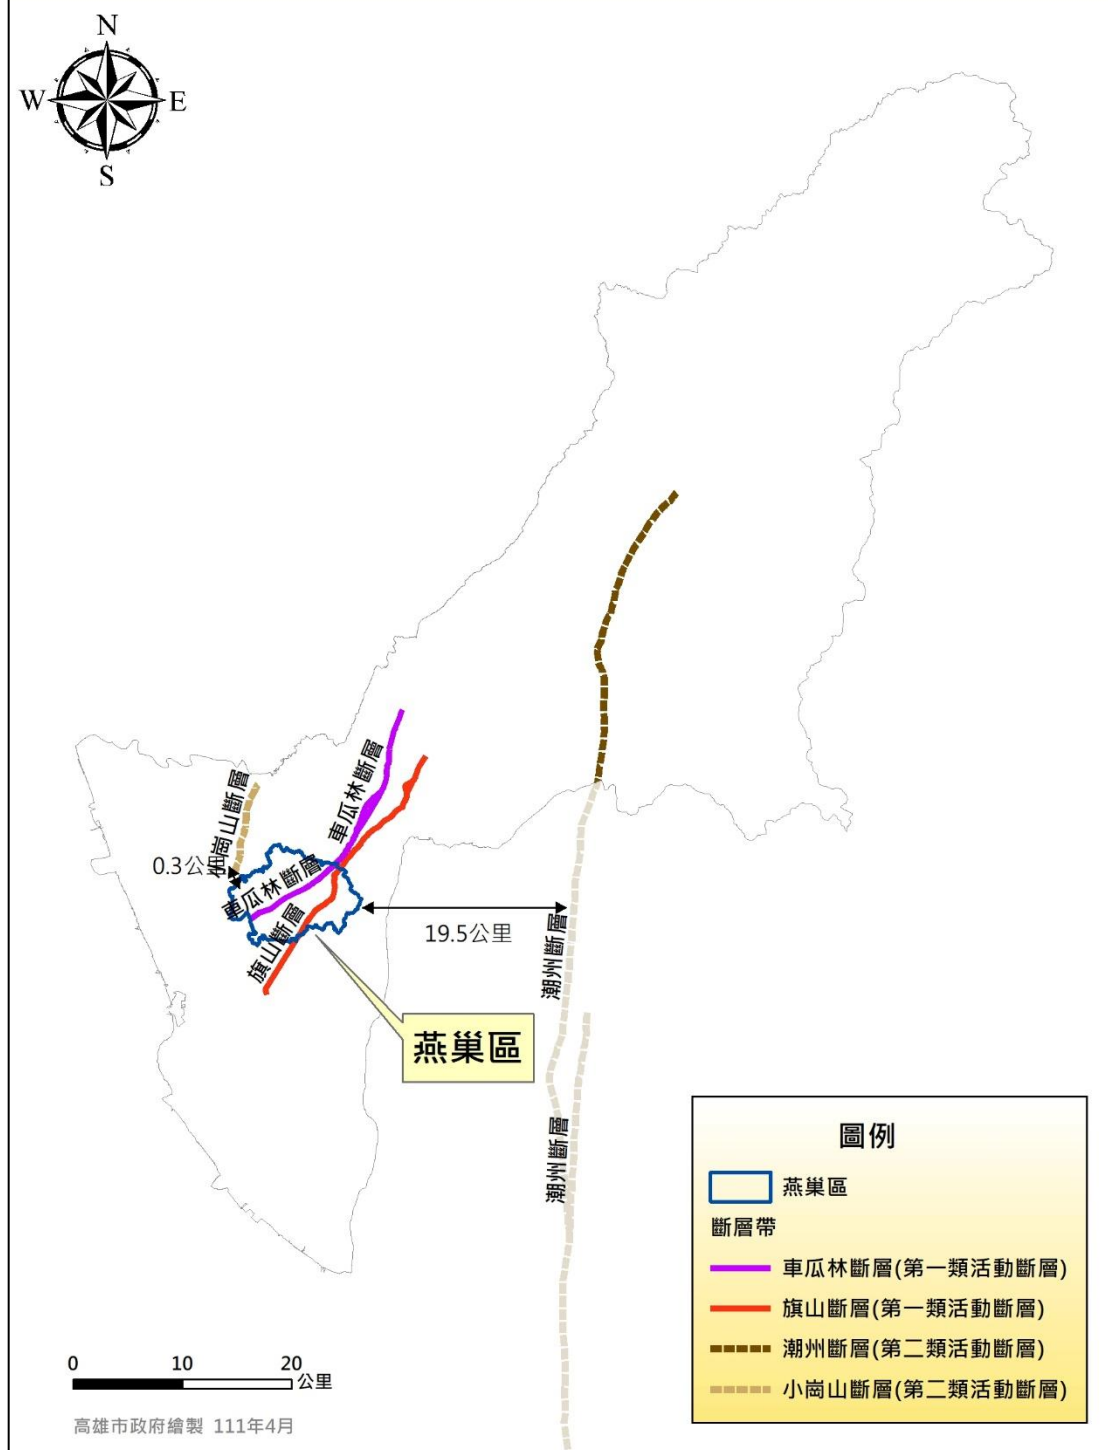 N
W
E
S
小崗山斷層
車瓜林斷層
0.3公里
車瓜林斷層
旗山斷層
19.5公里
潮州斷層
燕巢區
潮州斷層
圖例
燕巢區
斷層帶
車瓜林斷層(第一類活動斷層)
旗山斷層(第一類活動斷層)
潮州斷層(第二類活動斷層)
小崗山斷層(第二類活動斷層)
0 10 20
公里
高雄市政府繪製 111年4月